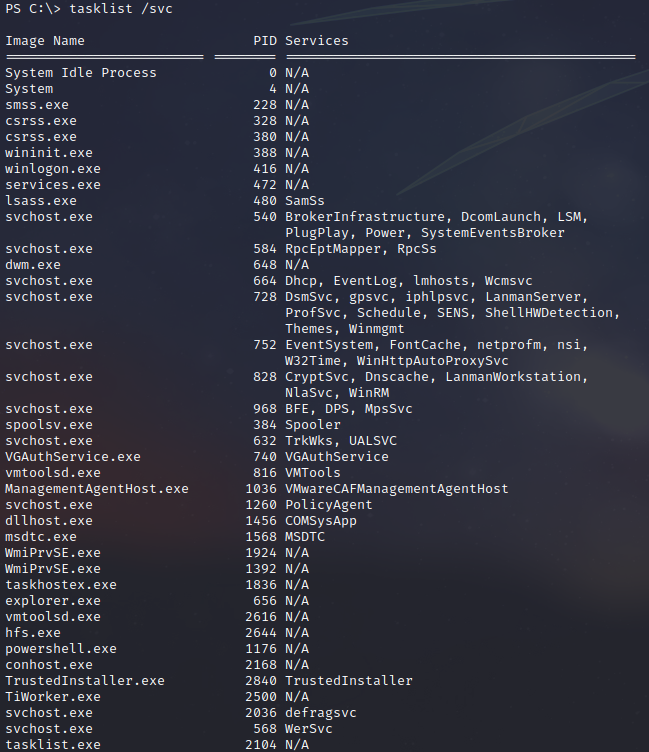 PS C:\> tasklist /svc
Image Name                     PID Services
========================= ======== ============================================
System Idle Process              0 N/A
System                           4 N/A
smss.exe                       228 N/A
csrss.exe                      328 N/A
csrss.exe                      380 N/A
wininit.exe                    388 N/A
winlogon.exe                   416 N/A
services.exe                   472 N/A
lsass.exe                      480 SamSs
svchost.exe                    540 BrokerInfrastructure, DcomLaunch, LSM,
                                   PlugPlay, Power, SystemEventsBroker
svchost.exe                    584 RpcEptMapper, RpcSs
dwm.exe                        648 N/A
svchost.exe                    664 Dhcp, EventLog, lmhosts, Wcmsvc
svchost.exe                    728 DsmSvc, gpsvc, iphlpsvc, LanmanServer,
                                   ProfSvc, Schedule, SENS, ShellHWDetection,
                                   Themes, Winmgmt
svchost.exe                    752 EventSystem, FontCache, netprofm, nsi,
                                   W32Time, WinHttpAutoProxySvc
svchost.exe                    828 CryptSvc, Dnscache, LanmanWorkstation,
                                   NlaSvc, WinRM
svchost.exe                    968 BFE, DPS, MpsSvc
spoolsv.exe                    384 Spooler
svchost.exe                    632 TrkWks, UALSVC
VGAuthService.exe              740 VGAuthService
vmtoolsd.exe                   816 VMTools
ManagementAgentHost.exe       1036 VMwareCAFManagementAgentHost
svchost.exe                   1260 PolicyAgent
dllhost.exe                   1456 COMSysApp
msdtc.exe                     1568 MSDTC
WmiPrvSE.exe                  1924 N/A
WmiPrvSE.exe                  1392 N/A
taskhostex.exe                1836 N/A
explorer.exe                   656 N/A
vmtoolsd.exe                  2616 N/A
hfs.exe                       2644 N/A
powershell.exe                1176 N/A
conhost.exe                   2168 N/A
TrustedInstaller.exe          2840 TrustedInstaller
TiWorker.exe                  2500 N/A
svchost.exe                   2036 defragsvc
svchost.exe                    568 WerSvc
tasklist.exe                  2104 N/A